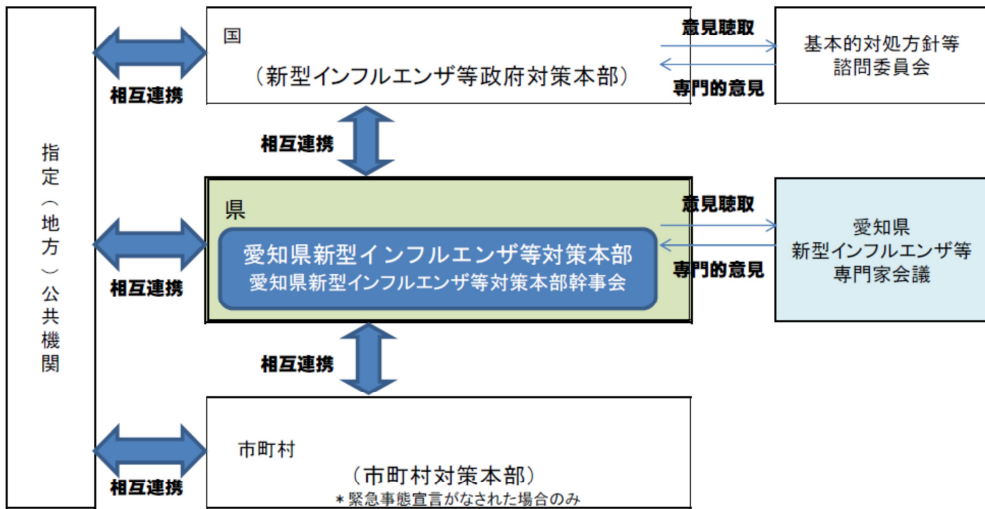 指定（地方）公共機関
相互連携
国
（新型インフルエンザ等政府対策本部）
意見聴取
専門的意見
基本的対処方針等
諮問委員会
相互連携
相互連携
県
愛知県新型インフルエンザ等対策本部
愛知県新型インフルエンザ等対策本部幹事会
意見聴取
専門的意見
愛知県
新型インフルエンザ等
専門家会議
相互連携
相互連携
市町村
（市町村対策本部）
＊緊急事態宣言がなされた場合のみ